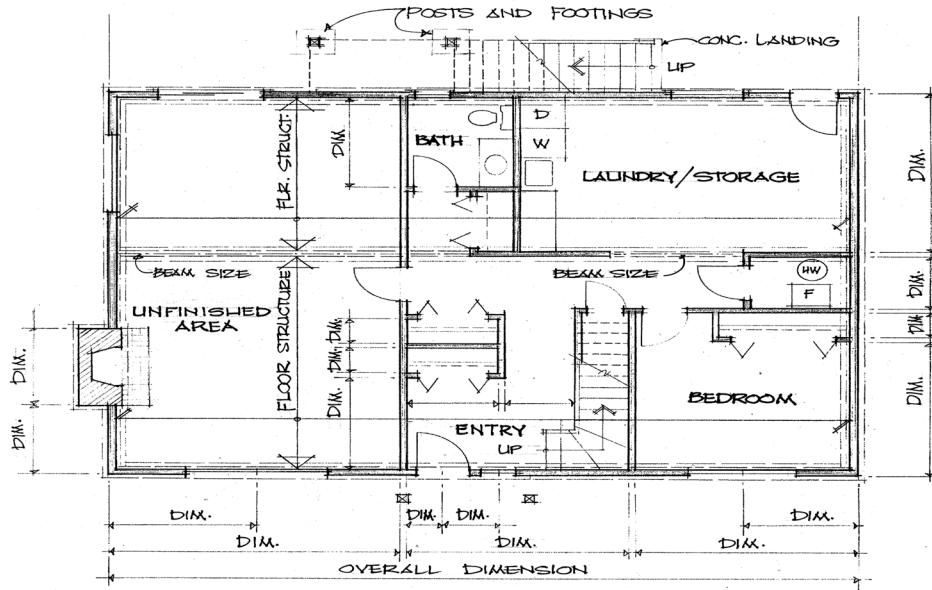 POSTS AND FOOTINGS
CONC. LANDING
UP
FLR. STRUCT.
DIM.
BATH
D
W
LAUNDRY/STORAGE
DIM.
BEAM SIZE
BEAM SIZE
HW
F
DIM.
UNFINISHED
AREA
FLOOR STRUCTURE
DIM.
DIM.
DIM.
DIM
DIM.
DIM.
DIM.
BEDROOM
ENTRY
UP
DIM.
DIM.
DIM.
DIM.
DIM.
DIM.
DIM.
DIM.
OVERALL DIMENSION